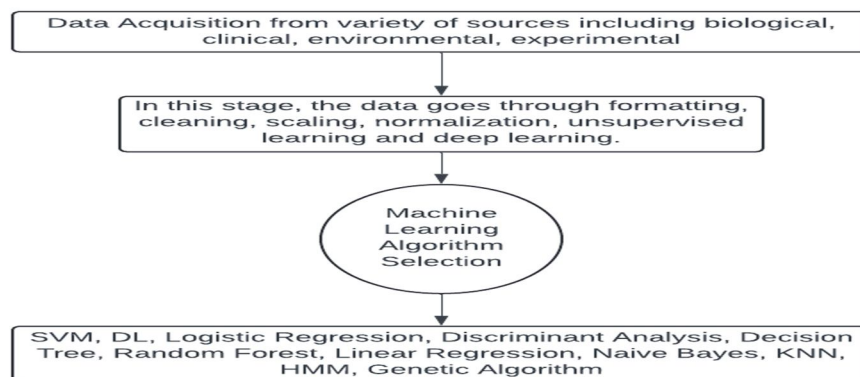 Data Acquisition from variety of sources including biological,
clinical, environmental, experimental
In this stage, the data goes through formatting,
cleaning, scaling, normalization, unsupervised
learning and deep learning.
Machine
Learning
Algorithm
Selection
SVM, DL, Logistic Regression, Discriminant Analysis, Decision
Tree, Random Forest, Linear Regression, Naive Bayes, KNN,
HMM, Genetic Algorithm